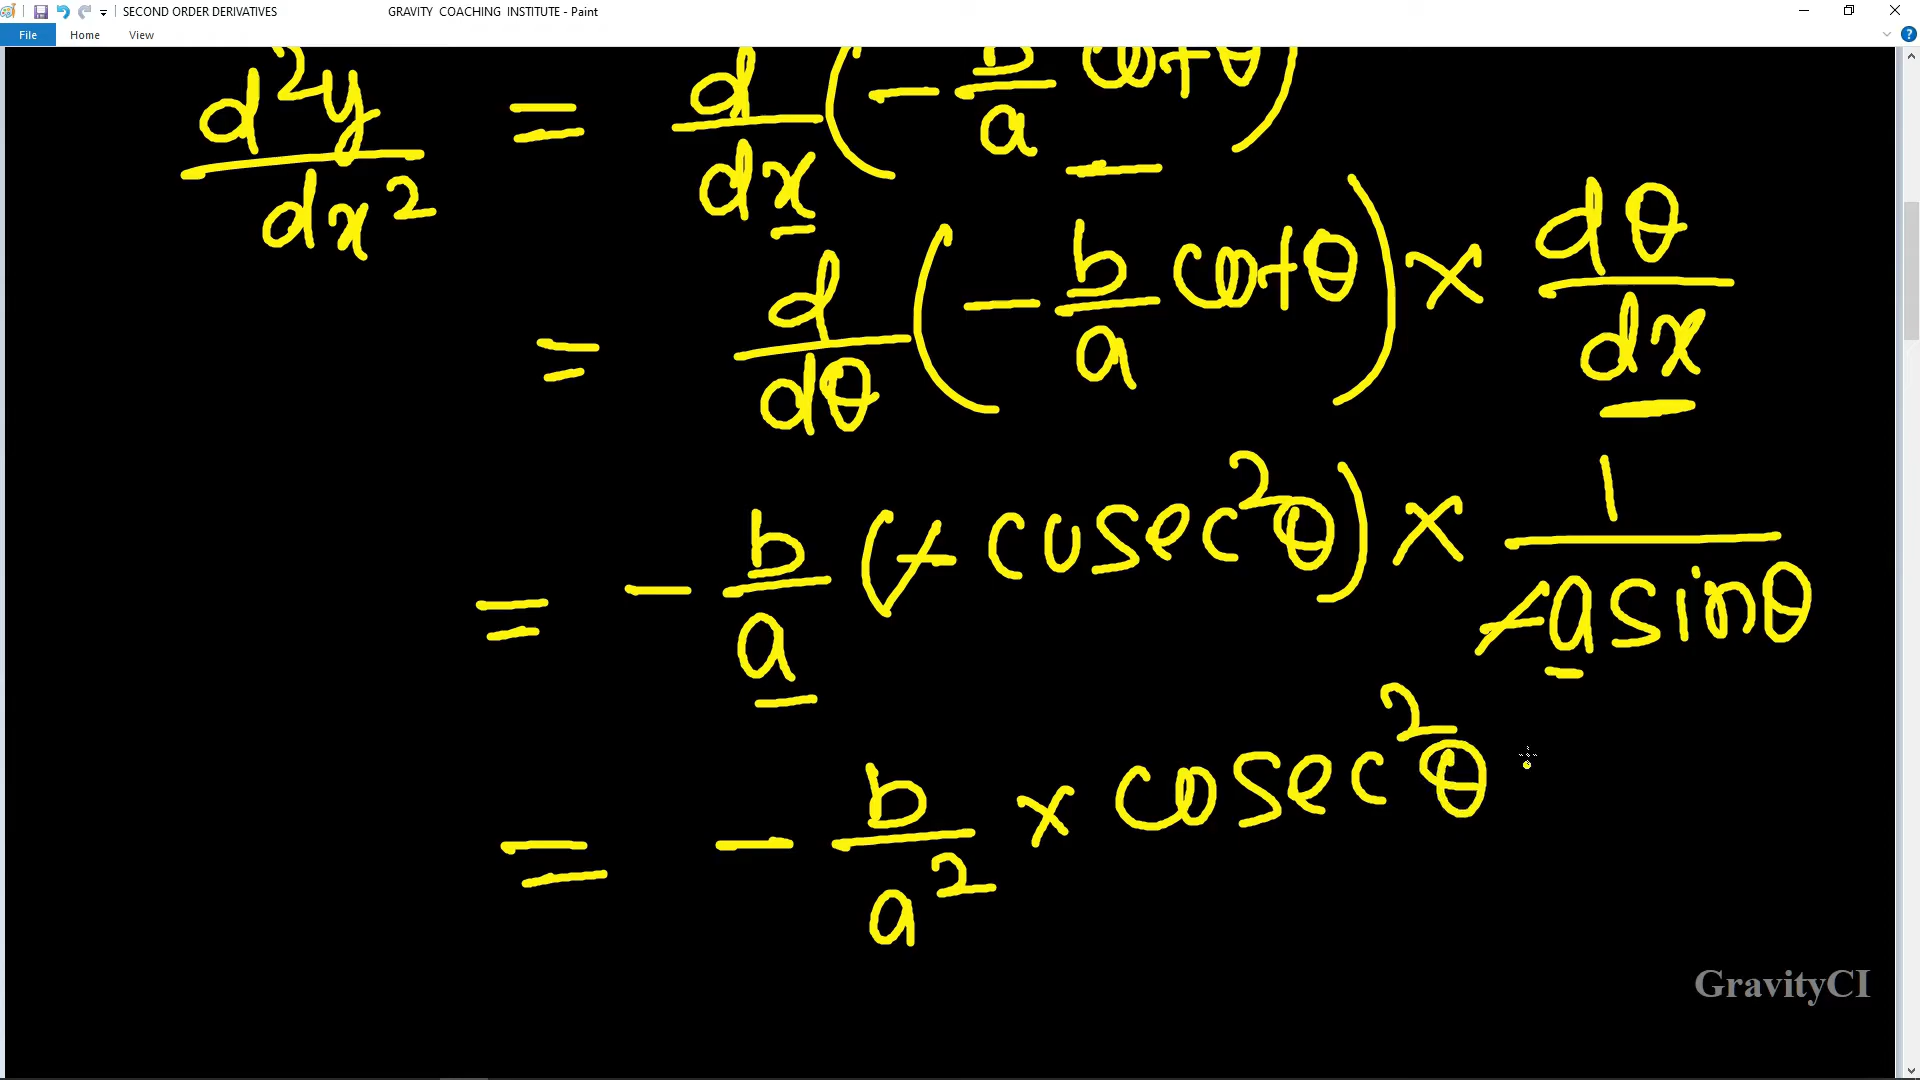 SECOND ORDER DERIVATIVES GRAVITY COACHING INSTITUTE - Paint
File Home View
d²y/dx² = d/dx (- b/a cotθ)
= d/dθ (- b/a cotθ) × dθ/dx
= - b/a (- cosec²θ) × 1/-a sinθ
= - b/a² × cosec²θ
GravityCI